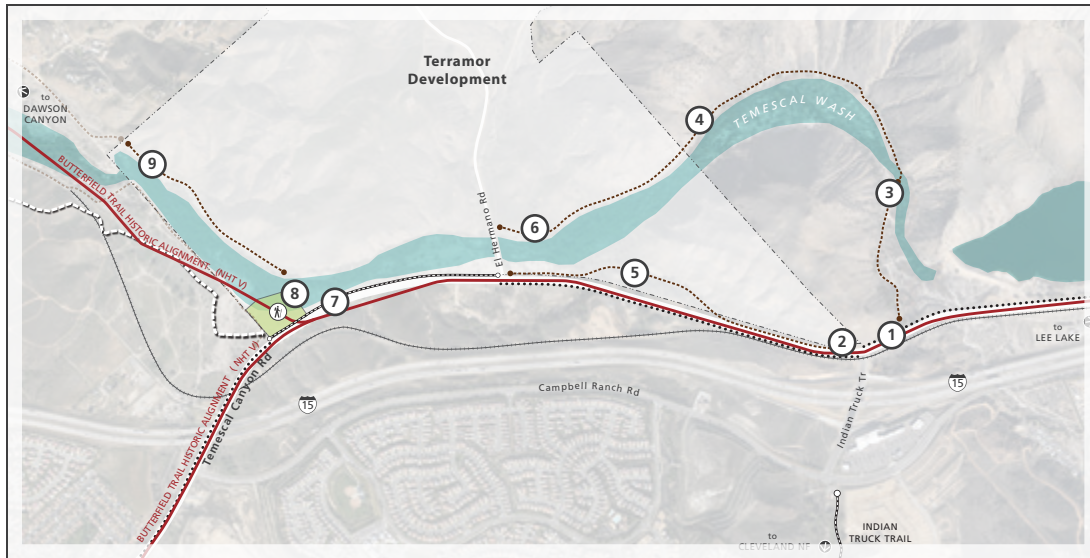 Terramor
Development
to
DAWSON
CANYON
TEMESCAL WASH
4
9
3
El Hermano Rd
6
BUTTERFIELD TRAIL HISTORIC ALIGNMENT (NHT V)
5
8
7
2
1
to
LEE LAKE
BUTTERFIELD TRAIL HISTORIC ALIGNMENT (NHT V)
Temescal Canyon Rd
Campbell Ranch Rd
15
15
Indian Truck Tr
INDIAN
TRUCK TRAIL
to
CLEVELAND NF